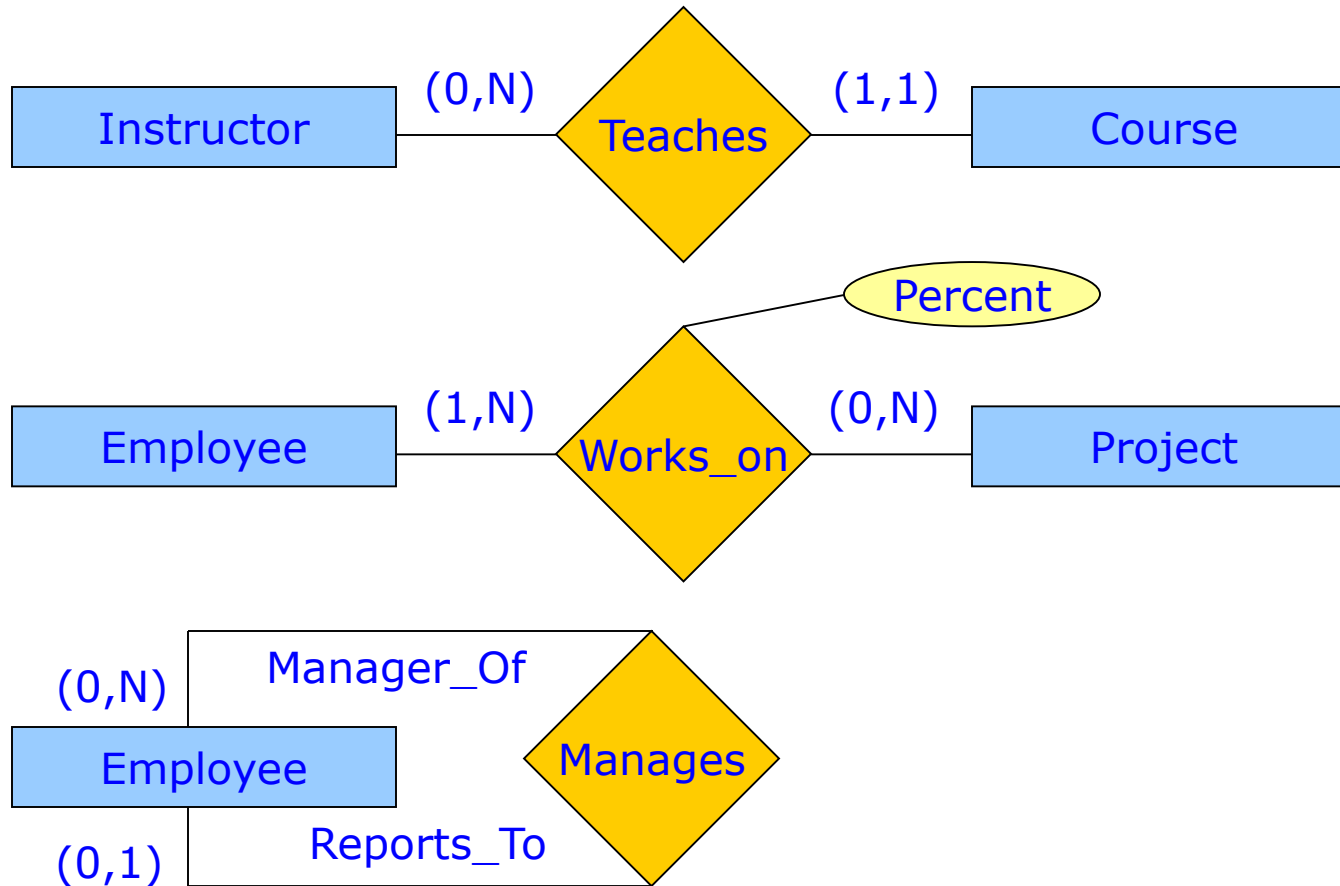 (0,N)
(1,1)
Instructor
Teaches
Course
Percent
(1,N)
(0,N)
Employee
Works_on
Project
Manager_Of
(0,N)
Employee
Manages
Reports_To
(0,1)